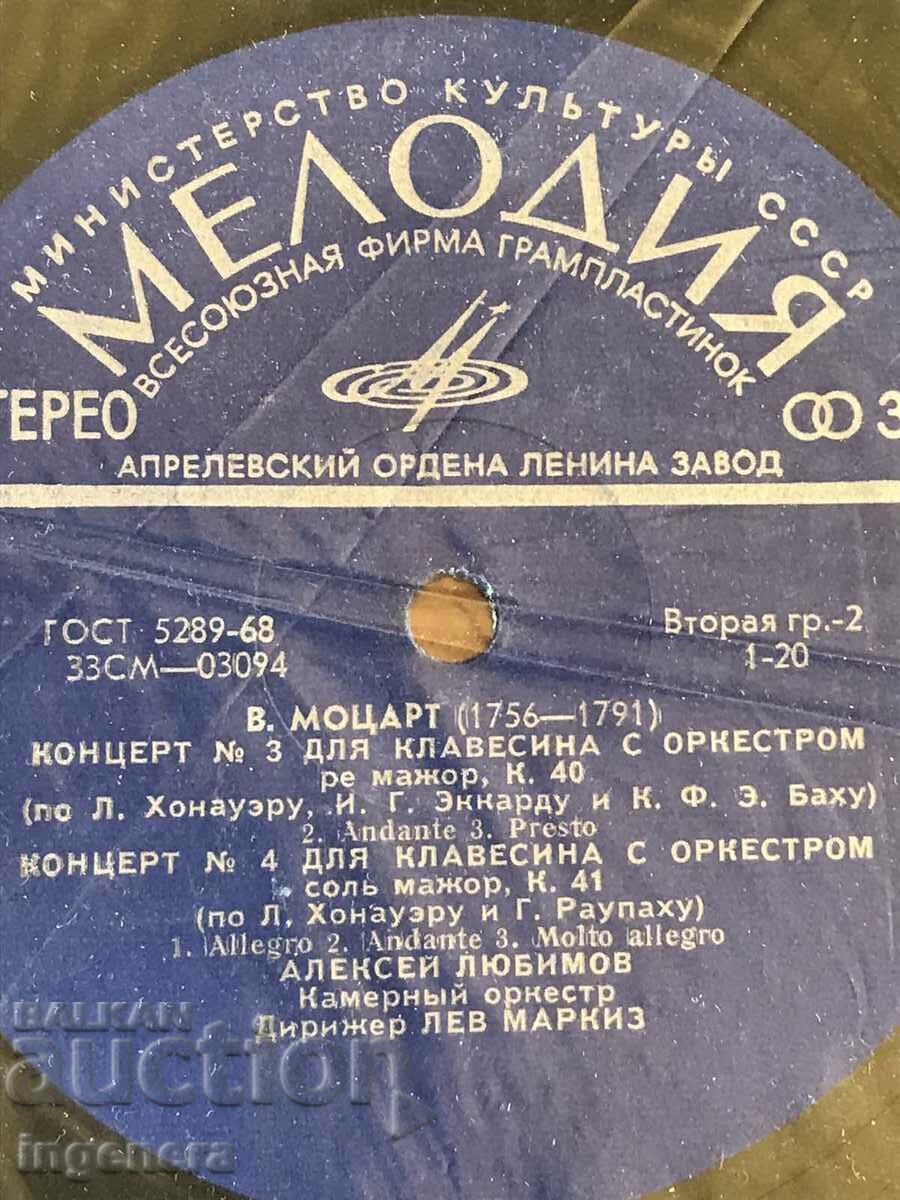 МИНИСТЕРСТВО КУЛЬТУРЫ СССР
МЕЛОДИЯ
ВСЕСОЮЗНАЯ ФИРМА ГРАМПЛАСТИНОК
ТЕРЕО
АПРЕЛЕВСКИЙ ОРДЕНА ЛЕНИНА ЗАВОД
ГОСТ 5289-68
33СМ—03094
Вторая гр.-2
1-20
В. МОЦАРТ (1756—1791)
КОНЦЕРТ № 3 ДЛЯ КЛАВЕСИНА С ОРКЕСТРОМ
ре мажор, К. 40
(по Л. Хонауэру, И. Г. Эккарду и К. Ф. Э. Баху)
2. Andante 3. Presto
КОНЦЕРТ № 4 ДЛЯ КЛАВЕСИНА С ОРКЕСТРОМ
соль мажор, К. 41
(по Л. Хонауэру и Г. Раупаху)
1. Allegro 2. Andante 3. Molto allegro
АЛЕКСЕЙ ЛЮБИМОВ
Камерный оркестр
Дирижер ЛЕВ МАРКИЗ
BALKAN
auction
ingenera